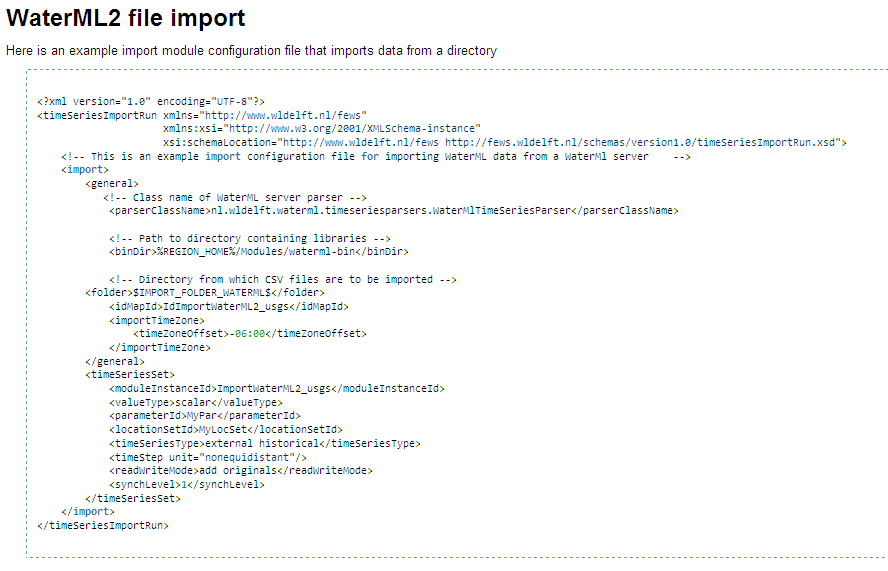 WaterML2 file import
Here is an example import module configuration file that imports data from a directory
<?xml version="1.0" encoding="UTF-8"?>
<timeSeriesImportRun xmlns="http://www.wldelft.nl/fews"
                     xmlns:xsi="http://www.w3.org/2001/XMLSchema-instance"
                     xsi:schemaLocation="http://www.wldelft.nl/fews http://fews.wldelft.nl/schemas/version1.0/timeSeriesImportRun.xsd">
    <!-- This is an example import configuration file for importing WaterML data from a WaterMl server    -->
    <import>
        <general>
           <!-- Class name of WaterML server parser -->
            <parserClassName>nl.wldelft.waterml.timeseriesparsers.WaterMlTimeSeriesParser</parserClassName>
            <!-- Path to directory containing libraries -->
            <binDir>%REGION_HOME%/Modules/waterml-bin</binDir>
            <!-- Directory from which CSV files are to be imported -->
        <folder>$IMPORT_FOLDER_WATERML$</folder>
            <idMapId>IdImportWaterML2_usgs</idMapId>
            <importTimeZone>
                <timeZoneOffset>-06:00</timeZoneOffset>
            </importTimeZone>
        </general>
        <timeSeriesSet>
            <moduleInstanceId>ImportWaterML2_usgs</moduleInstanceId>
            <valueType>scalar</valueType>
            <parameterId>MyPar</parameterId>
            <locationSetId>MyLocSet</locationSetId>
            <timeSeriesType>external historical</timeSeriesType>
            <timeStep unit="nonequidistant"/>
            <readWriteMode>add originals</readWriteMode>
            <synchLevel>1</synchLevel>
        </timeSeriesSet>
    </import>
</timeSeriesImportRun>